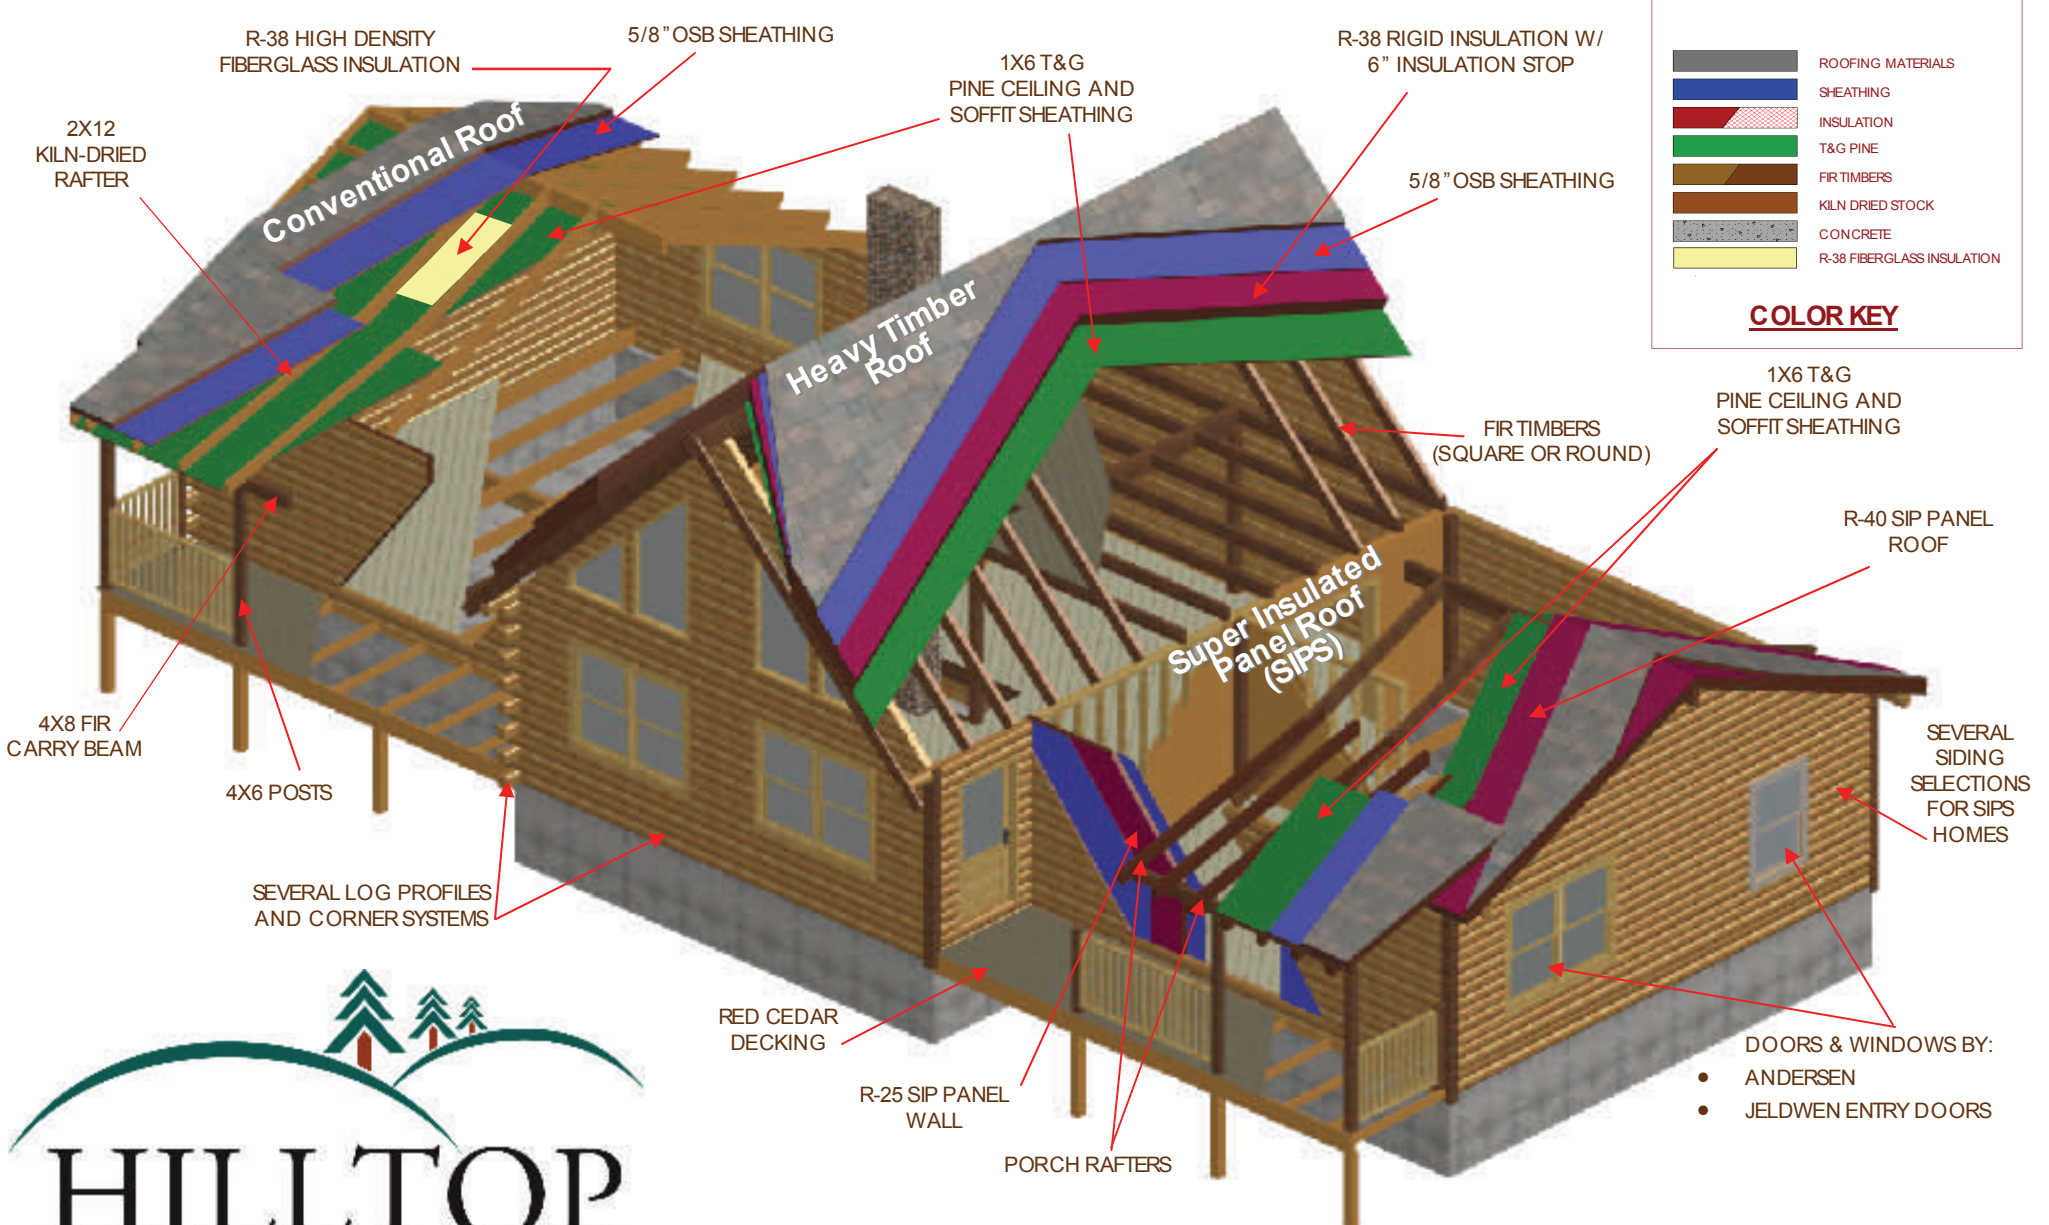 R-38 HIGH DENSITY
FIBERGLASS INSULATION
5/8" OSB SHEATHING
1X6 T&G
PINE CEILING AND
SOFFIT SHEATHING
R-38 RIGID INSULATION W/
6" INSULATION STOP
ROOFING MATERIALS
SHEATHING
INSULATION
T&G PINE
FIR TIMBERS
KILN DRIED STOCK
CONCRETE
R-38 FIBERGLASS INSULATION
COLOR KEY
2X12
KILN-DRIED
RAFTER
Conventional Roof
5/8" OSB SHEATHING
Heavy Timber
Roof
1X6 T&G
PINE CEILING AND
SOFFIT SHEATHING
FIR TIMBERS
(SQUARE OR ROUND)
R-40 SIP PANEL
ROOF
Super Insulated
Panel Roof
(SIPS)
4X8 FIR
CARRY BEAM
4X6 POSTS
SEVERAL
SIDING
SELECTIONS
FOR SIPS
HOMES
SEVERAL LOG PROFILES
AND CORNER SYSTEMS
RED CEDAR
DECKING
R-25 SIP PANEL
WALL
PORCH RAFTERS
DOORS & WINDOWS BY:
• ANDERSEN
• JELDWEN ENTRY DOORS
HILLTOP